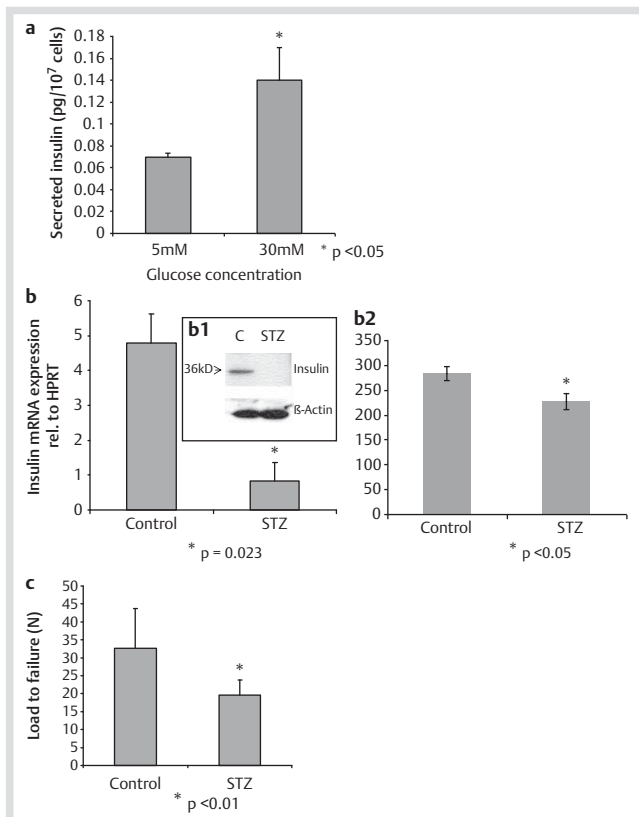 a
Secreted insulin (pg/10⁷ cells)
0.18
0.16
0.14
0.12
0.1
0.08
0.06
0.04
0.02
0
*
5mM 30mM
* p <0.05
Glucose concentration
b
Insulin mRNA expression
rel. to HPRT
6
5
4
3
2
1
0
*
Control STZ
* p = 0.023
b1
C STZ
36kD> Insulin
ß-Actin
b2
300
250
200
150
100
50
0
350
*
Control STZ
* p <0.05
c
Load to failure (N)
50
45
40
35
30
25
20
15
10
5
0
*
Control STZ
* p <0.01